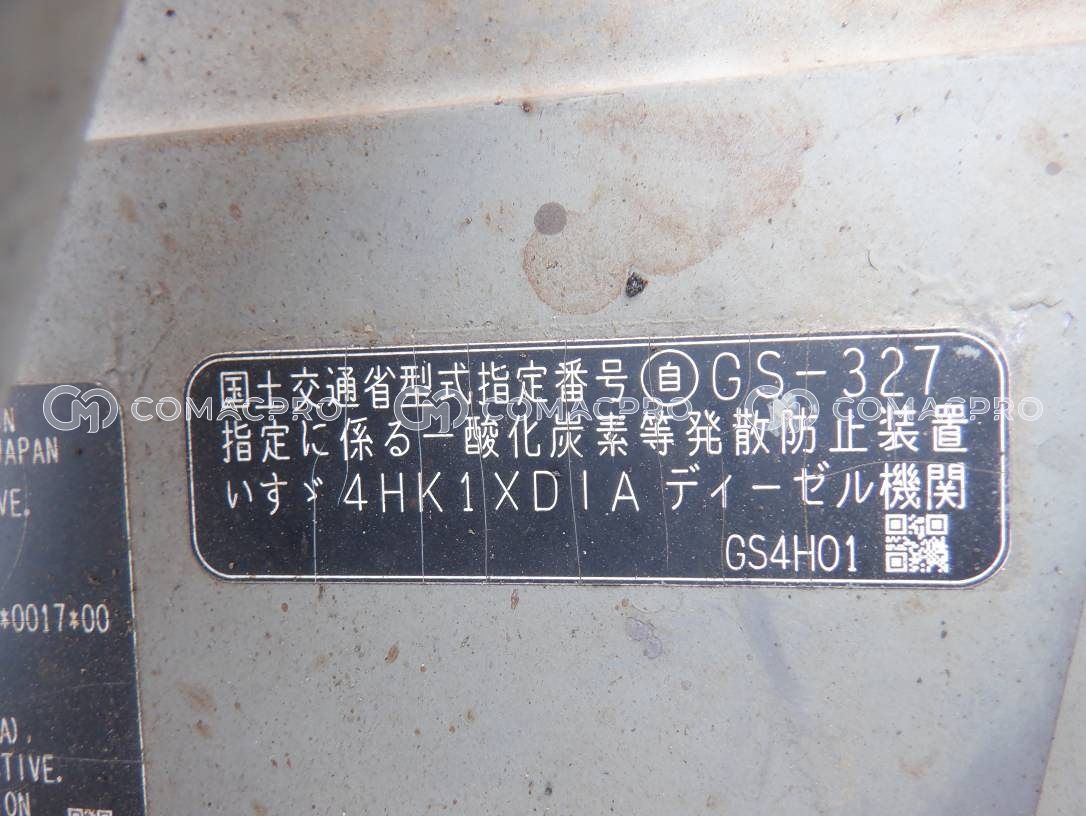 国土交通省型式指定番号 自 GS-327
指定に係る一酸化炭素等発散防止装置
いすゞ 4HK1XDIA ディーゼル機関
GS4H01
JAPAN
*0017*00
A),
TIVE.
ON
COMACPRO COMACPRO COMACPRO COMACPRO